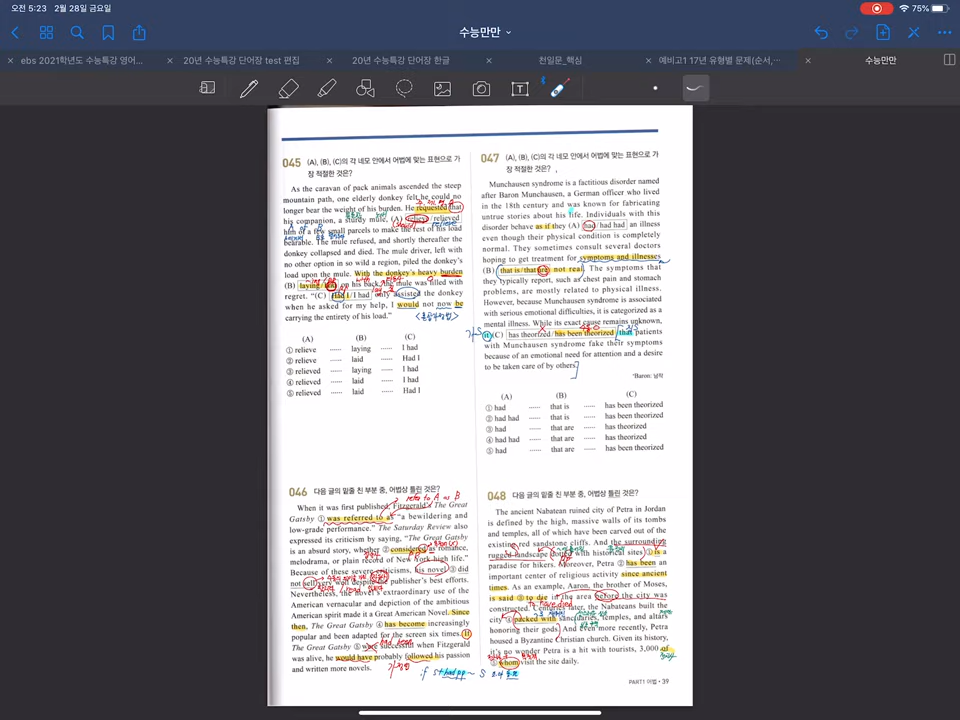 오전 5:23 2월 28일 금요일
75%
수능만만
ebs 2021학년도 수능특강 영어...
20년 수능특강 단어장 test 편집
20년 수능특강 단어장 한글
천일문_핵심
예비고1 17년 유형별 문제(순서,...
수능만만
045 (A), (B), (C)의 각 네모 안에서 어법에 맞는 표현으로 가
장 적절한 것은?
As the caravan of pack animals ascended the steep
mountain path, one elderly donkey felt he could no
longer bear the weight of his burden. He requested that
his companion, a sturdy mule, (A) relieve / relieved
him of a few small parcels to make the rest of his load
bearable. The mule refused, and shortly thereafter the
donkey collapsed and died. The mule driver, left with
no other option in so wild a region, piled the donkey's
load upon the mule. With the donkey's heavy burden
(B) laying / laid on his back, the mule was filled with
regret. "(C) Had I / I had only assisted the donkey
when he asked for my help, I would not now be
carrying the entirety of his load."
<혼합가정법>
(A) (B) (C)
① relieve ······ laying ······ I had
② relieve ······ laid ······ Had I
③ relieved ······ laying ······ I had
④ relieved ······ laid ······ I had
⑤ relieved ······ laid ······ Had I
046 다음 글의 밑줄 친 부분 중, 어법상 틀린 것은?
refer to A as B
When it was first published, Fitzgerald's The Great
Gatsby ① was referred to as "a bewildering and
low-grade performance." The Saturday Review also
expressed its criticism by saying, "The Great Gatsby
is an absurd story, whether ② considered as romance,
melodrama, or plain record of New York high life."
Because of these severe criticisms, his novel ③ did
not sell very well despite the publisher's best efforts.
Nevertheless, the novel's extraordinary use of the
American vernacular and depiction of the ambitious
American spirit made it a Great American Novel. Since
then, The Great Gatsby ④ has become increasingly
popular and been adapted for the screen six times. If
had been
The Great Gatsby ⑤ were successful when Fitzgerald
was alive, he would have probably followed his passion
and written more novels.
가정법
if S + had pp ~ S
047 (A), (B), (C)의 각 네모 안에서 어법에 맞는 표현으로 가
장 적절한 것은?
Munchausen syndrome is a factitious disorder named
after Baron Munchausen, a German officer who lived
in the 18th century and was known for fabricating
untrue stories about his life. Individuals with this
disorder behave as if they (A) had / had had an illness
even though their physical condition is completely
normal. They sometimes consult several doctors
hoping to get treatment for symptoms and illnesses
(B) that is / that are not real. The symptoms that
they typically report, such as chest pain and stomach
problems, are mostly related to physical illness.
However, because Munchausen syndrome is associated
with serious emotional difficulties, it is categorized as a
mental illness. While its exact cause remains unknown,
it (C) has theorized / has been theorized that patients
with Munchausen syndrome fake their symptoms
because of an emotional need for attention and a desire
to be taken care of by others.
*Baron: 남작
(A) (B) (C)
① had ······ that is ······ has been theorized
② had had ······ that is ······ has been theorized
③ had ······ that are ······ has theorized
④ had had ······ that are ······ has theorized
⑤ had ······ that are ······ has been theorized
048 다음 글의 밑줄 친 부분 중, 어법상 틀린 것은?
The ancient Nabatean ruined city of Petra in Jordan
is defined by the high, massive walls of its tombs
and temples, all of which have been carved out of the
existing red sandstone cliffs. And the surrounding
rugged landscape dotted with historical sites ① is a
paradise for hikers. Moreover, Petra ② has been an
important center of religious activity since ancient
times. As an example, Aaron, the brother of Moses,
is said ③ to die in the area before the city was
to have died
constructed. Centuries later, the Nabateans built the
city ④ packed with sanctuaries, temples, and altars
honoring their gods. And even more recently, Petra
housed a Byzantine Christian church. Given its history,
it's no wonder Petra is a hit with tourists, 3,000 of
⑤ whom visit the site daily.
PART1 어법 • 39